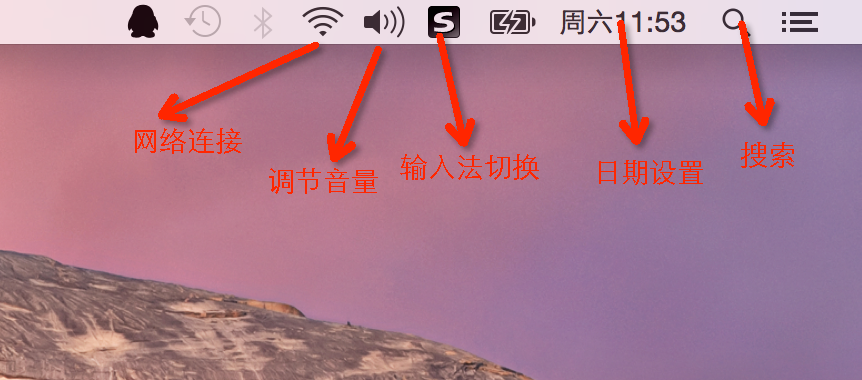 S
周六11:53
网络连接
调节音量
输入法切换
日期设置
搜索